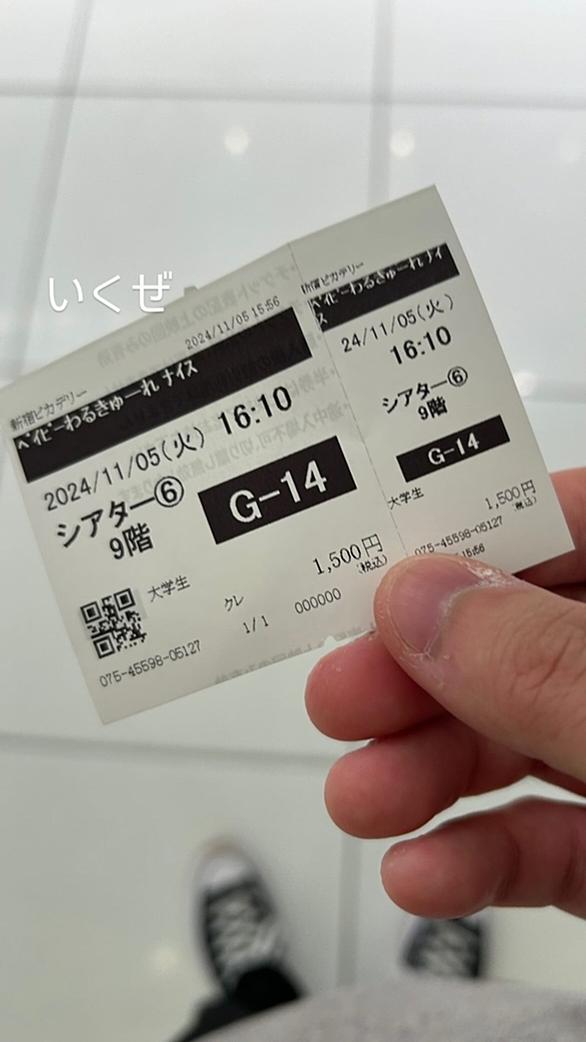 いくぜ
新宿ピカデリー
2024/11/05 15:56
ベイビーわるきゅーれ ナイス
2024/11/05(火) 16:10
シアター⑥
9階
G-14
1,500円
(税込)
大学生
クレ
1/1
000000
075-45598-05127
新宿ピカデリー
ベイビーわるきゅーれ ナイ
ス
24/11/05(火)
16:10
シアター⑥
9階
G-14
大学生
1,500円
(税込)
075-45598-05127
15:56